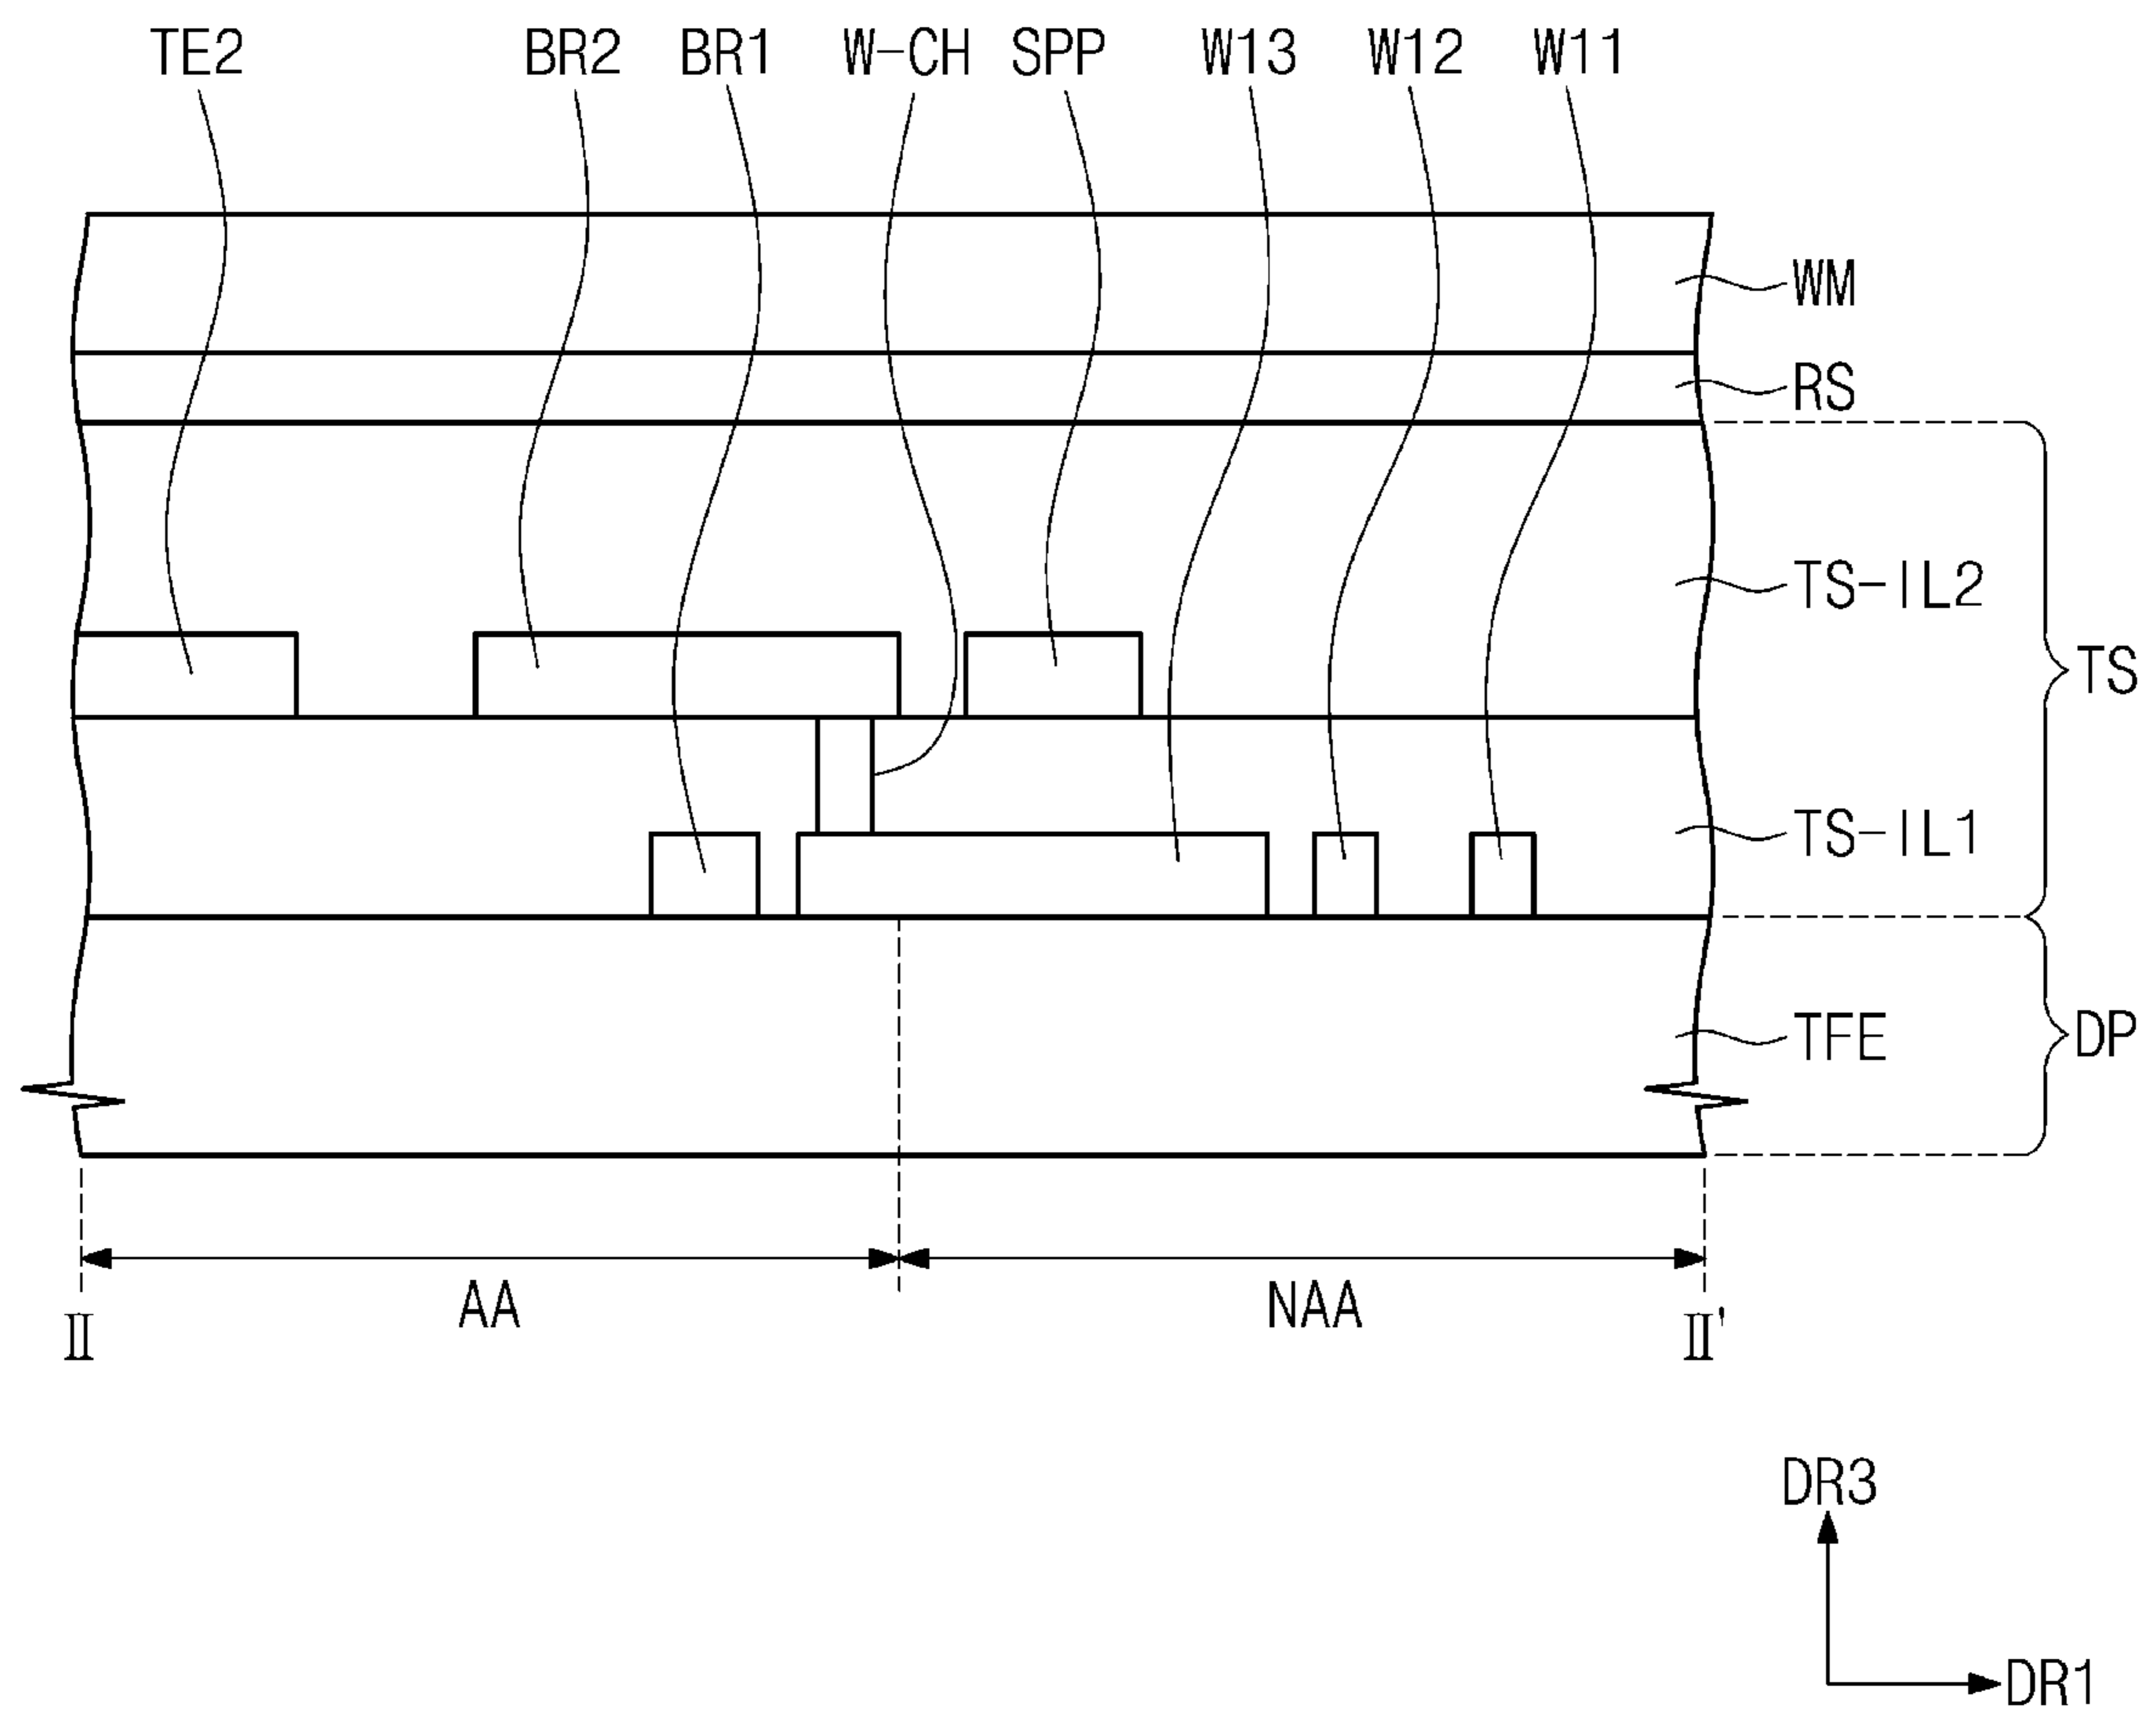 TE2 BR2 BR1 W-CH SPP W13 W12 W11
WM
RS
TS-IL2
TS
TS-IL1
TFE
DP
AA NAA
II II'
DR3
DR1